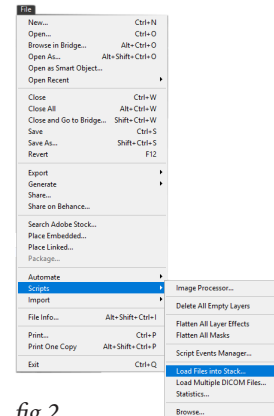 File
New... Ctrl+N
Open... Ctrl+O
Browse in Bridge... Alt+Ctrl+O
Open As... Alt+Shift+Ctrl+O
Open as Smart Object...
Open Recent
Close Ctrl+W
Close All Alt+Ctrl+W
Close and Go to Bridge... Shift+Ctrl+W
Save Ctrl+S
Save As... Shift+Ctrl+S
Revert F12
Export
Generate
Share...
Share on Behance...
Search Adobe Stock...
Place Embedded...
Place Linked...
Package...
Automate
Scripts
Import
File Info... Alt+Shift+Ctrl+I
Print... Ctrl+P
Print One Copy Alt+Shift+Ctrl+P
Exit Ctrl+Q
Image Processor...
Delete All Empty Layers
Flatten All Layer Effects
Flatten All Masks
Script Events Manager...
Load Files into Stack...
Load Multiple DICOM Files...
Statistics...
Browse...
fig 2